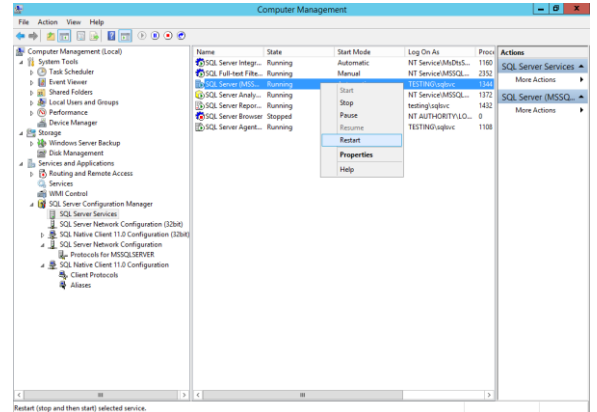 Computer Management
File Action View Help
Computer Management (Local)
System Tools
Task Scheduler
Event Viewer
Shared Folders
Local Users and Groups
Performance
Device Manager
Storage
Windows Server Backup
Disk Management
Services and Applications
Routing and Remote Access
Services
WMI Control
SQL Server Configuration Manager
SQL Server Services
SQL Server Network Configuration (32bit)
SQL Native Client 11.0 Configuration (32bit)
SQL Server Network Configuration
Protocols for MSSQLSERVER
SQL Native Client 11.0 Configuration
Client Protocols
Aliases
Name State Start Mode Log On As Proce
SQL Server Integr... Running Automatic NT Service\MsDtsS... 1160
SQL Full-text Filte... Running Manual NT Service\MSSQL... 2352
SQL Server (MSS... Running TESTING\sqlsvc 1344
SQL Server Analy... Running NT Service\MSSQL... 1372
SQL Server Repor... Running testing\sqlsvc 1432
SQL Server Browser Stopped NT AUTHORITY\LO... 0
SQL Server Agent... Running TESTING\sqlsvc 1108
Start
Stop
Pause
Resume
Restart
Properties
Help
Actions
SQL Server Services
More Actions
SQL Server (MSSQ...
More Actions
Restart (stop and then start) selected service.